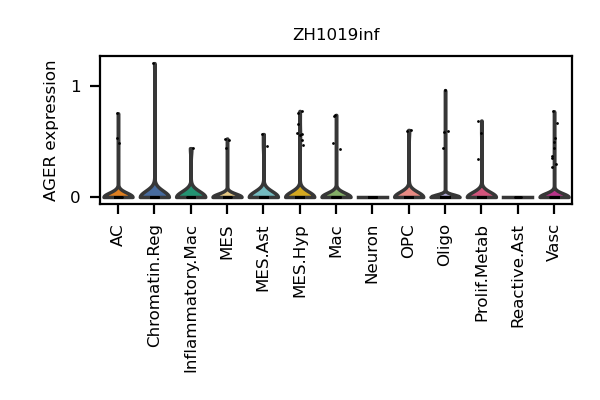 ZH1019inf
AGER expression
1
0
AC
Chromatin.Reg
Inflammatory.Mac
MES
MES.Ast
MES.Hyp
Mac
Neuron
OPC
Oligo
Prolif.Metab
Reactive.Ast
Vasc